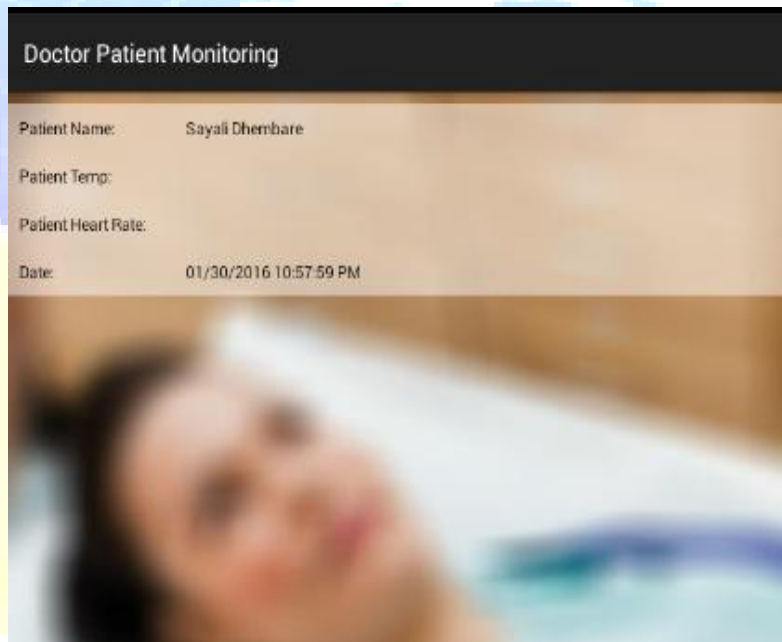 Doctor Patient Monitoring
Patient Name: Sayali Dhembare
Patient Temp:
Patient Heart Rate:
Date: 01/30/2016 10:57:59 PM